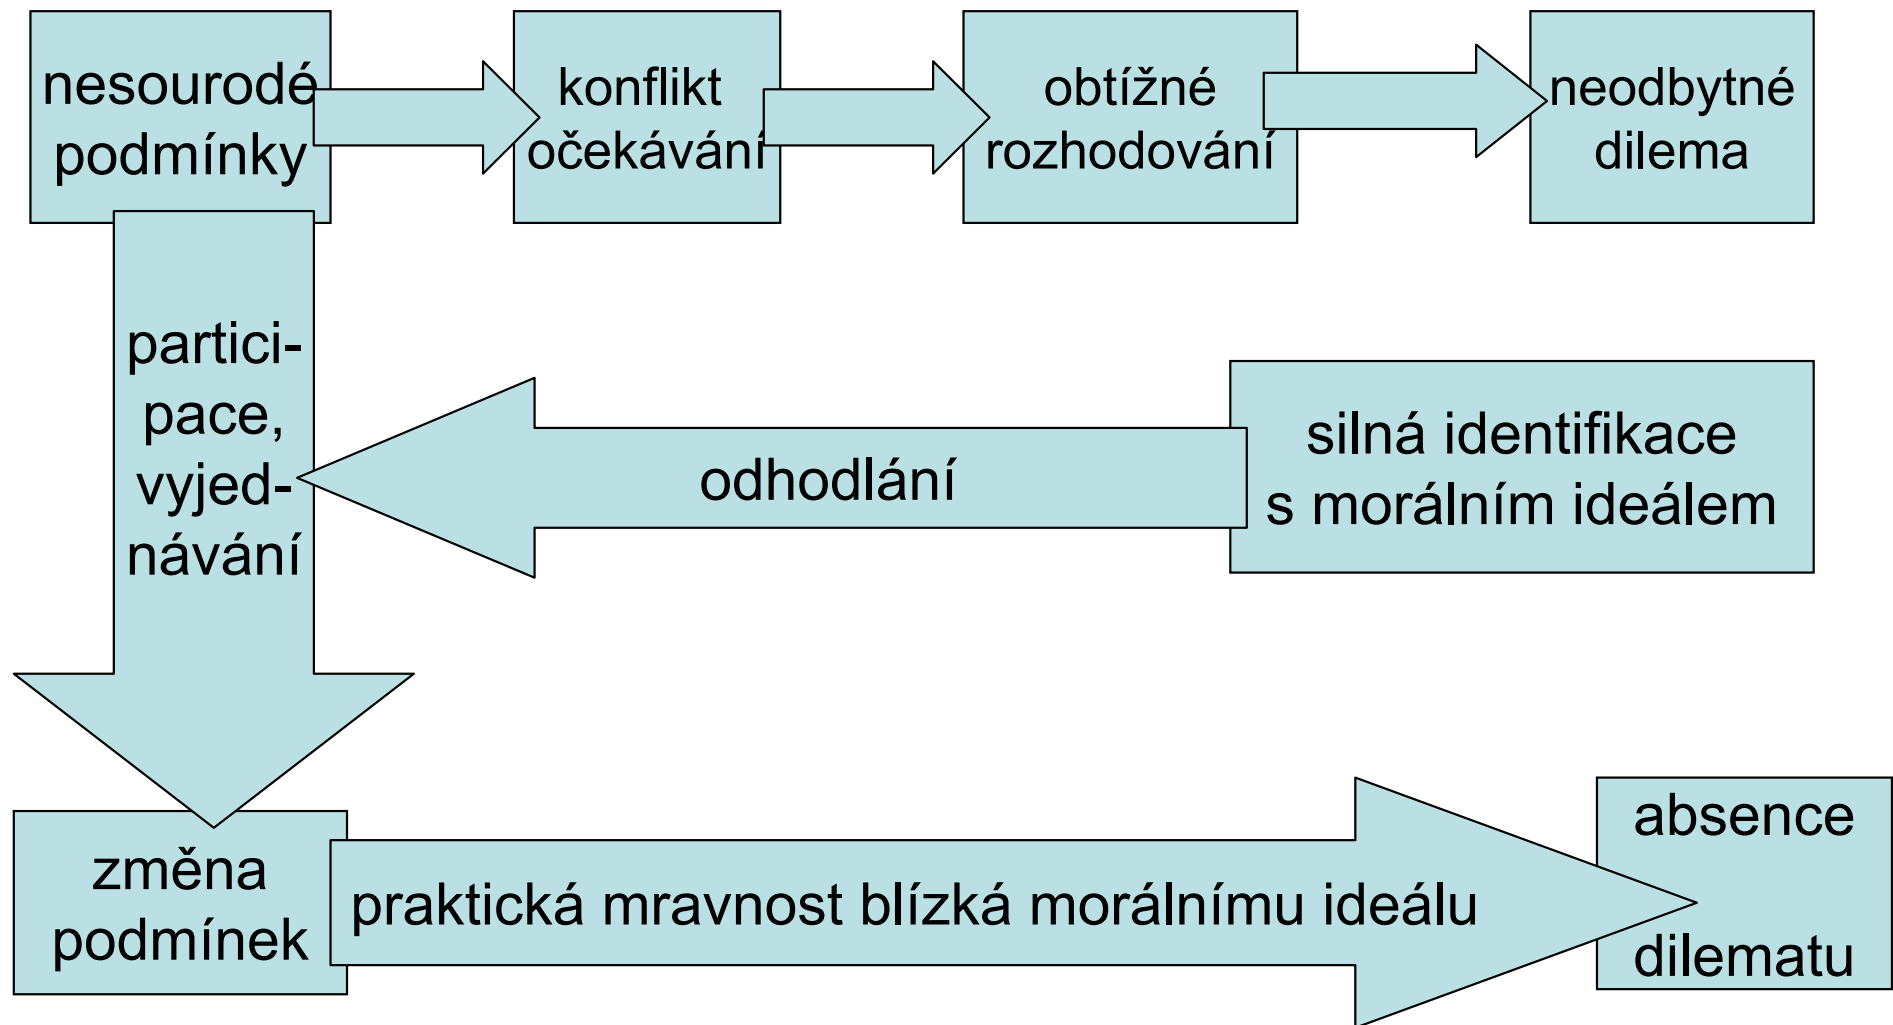 nesourodé
podmínky
konflikt
očekávání
obtížné
rozhodování
neodbytné
dilema
partici-
pace,
vyjed-
návání
odhodlání
silná identifikace
s morálním ideálem
změna
podmínek
praktická mravnost blízká morálnímu ideálu
absence
dilematu